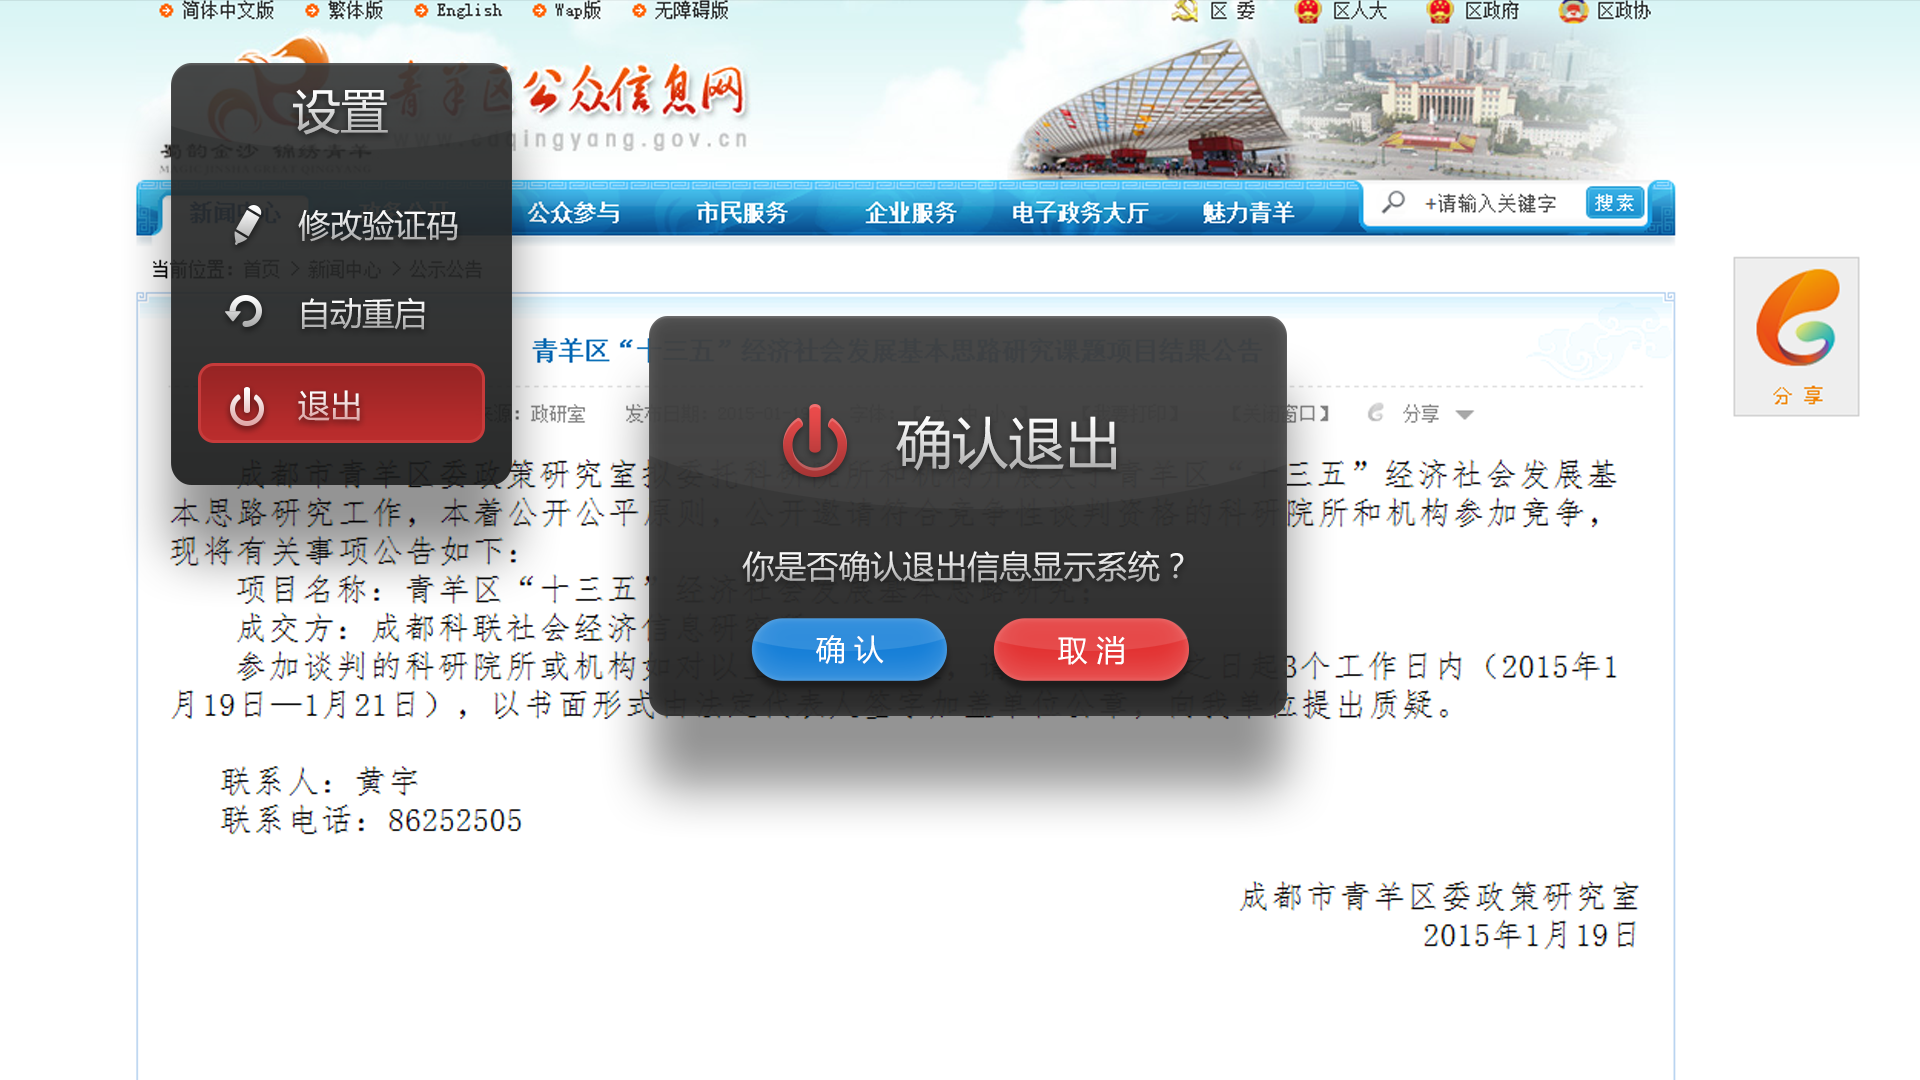 简体中文版 繁体版 English Wap版 无障碍版 区 委 区人大 区政府 区政协
青羊区公众信息网
qingyang.gov.cn
蜀韵金沙 锦绣青羊
新闻中心 政务公开 公众参与 市民服务 企业服务 电子政务大厅 魅力青羊 +请输入关键字 搜索
当前位置：首页 > 新闻中心 > 公示公告
设置
修改验证码
自动重启
退出
青羊区“十三五”经济社会发展基本思路研究课题项目结果公告
政研室 发布日期： 分享
分 享
成都市青羊区委政策研究室拟委托科研院所和机构 青羊区“十三五”经济社会发展基
本思路研究工作，本着公开公平原则，公开邀请符合竞争性谈判资格的科研院所和机构参加竞争，
现将有关事项公告如下：
项目名称：青羊区“十三五”经济社会发展基本思路研究；
成交方：成都科联社会经济信息研究
参加谈判的科研院所或机构如对以 之日起3个工作日内（2015年1
月19日—1月21日），以书面形式由法定代表人签字加盖单位公章，向我单位提出质疑。
联系人：黄宇
联系电话：86252505
成都市青羊区委政策研究室
2015年1月19日
确认退出
你是否确认退出信息显示系统？
确 认 取 消